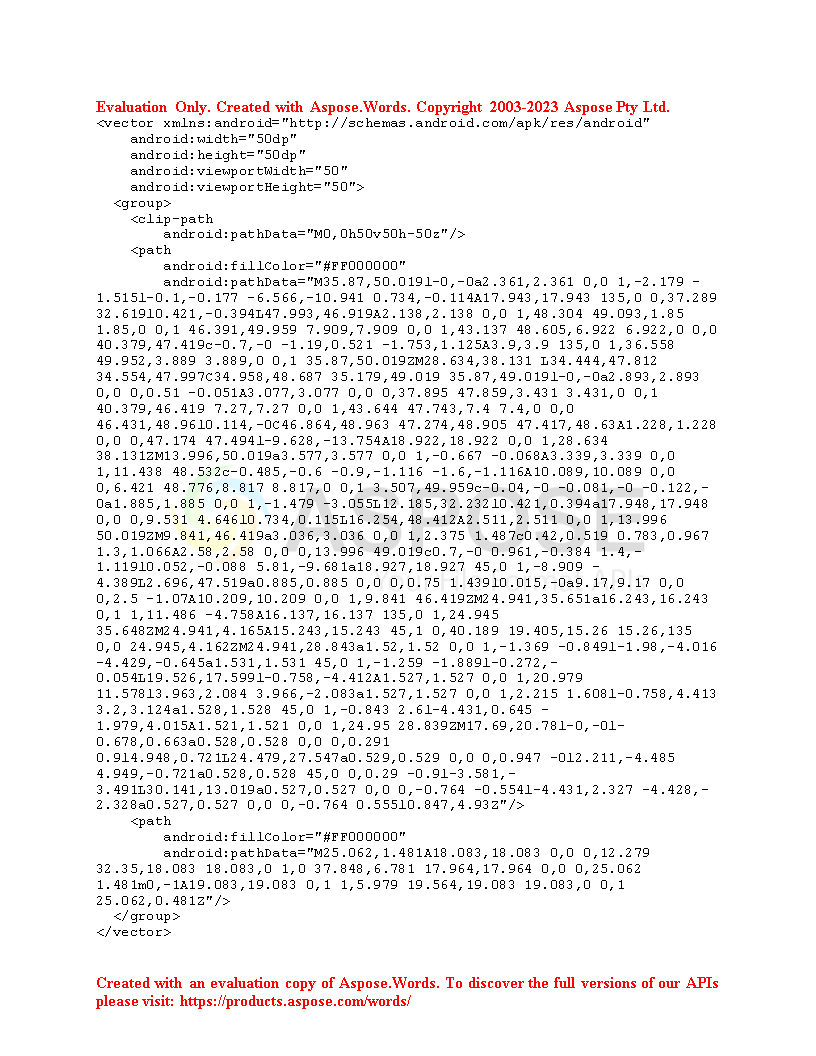 Evaluation Only. Created with Aspose.Words. Copyright 2003-2023 Aspose Pty Ltd.
<vector xmlns:android="http://schemas.android.com/apk/res/android"
    android:width="50dp"
    android:height="50dp"
    android:viewportWidth="50"
    android:viewportHeight="50">
  <group>
    <clip-path
        android:pathData="M0,0h50v50h-50z"/>
    <path
        android:fillColor="#FF000000"
        android:pathData="M35.87,50.019l-0,-0a2.361,2.361 0,0 1,-2.179 -
1.515l-0.1,-0.177 -6.566,-10.941 0.734,-0.114A17.943,17.943 135,0 0,37.289
32.619l0.421,-0.394L47.993,46.919A2.138,2.138 0,0 1,48.304 49.093,1.85
1.85,0 0,1 46.391,49.959 7.909,7.909 0,0 1,43.137 48.605,6.922 6.922,0 0,0
40.379,47.419c-0.7,-0 -1.19,0.521 -1.753,1.125A3.9,3.9 135,0 1,36.558
49.952,3.889 3.889,0 0,1 35.87,50.019ZM28.634,38.131 L34.444,47.812
34.554,47.997C34.958,48.687 35.179,49.019 35.87,49.019l-0,-0a2.893,2.893
0,0 0,0.51 -0.051A3.077,3.077 0,0 0,37.895 47.859,3.431 3.431,0 0,1
40.379,46.419 7.27,7.27 0,0 1,43.644 47.743,7.4 7.4,0 0,0
46.431,48.96l0.114,-0C46.864,48.963 47.274,48.905 47.417,48.63A1.228,1.228
0,0 0,47.174 47.494l-9.628,-13.754A18.922,18.922 0,0 1,28.634
38.131ZM13.996,50.019a3.577,3.577 0,0 1,-0.667 -0.068A3.339,3.339 0,0
1,11.438 48.532c-0.485,-0.6 -0.9,-1.116 -1.6,-1.116A10.089,10.089 0,0
0,6.421 48.776,8.817 8.817,0 0,1 3.507,49.959c-0.04,-0 -0.081,-0 -0.122,-
0a1.885,1.885 0,0 1,-1.479 -3.055L12.185,32.232l0.421,0.394a17.948,17.948
0,0 0,9.531 4.646l0.734,0.115L16.254,48.412A2.511,2.511 0,0 1,13.996
50.019ZM9.841,46.419a3.036,3.036 0,0 1,2.375 1.487c0.42,0.519 0.783,0.967
1.3,1.066A2.58,2.58 0,0 0,13.996 49.019c0.7,-0 0.961,-0.384 1.4,-
1.119l0.052,-0.088 5.81,-9.681a18.927,18.927 45,0 1,-8.909 -
4.389L2.696,47.519a0.885,0.885 0,0 0,0.75 1.439l0.015,-0a9.17,9.17 0,0
0,2.5 -1.07A10.209,10.209 0,0 1,9.841 46.419ZM24.941,35.651a16.243,16.243
0,1 1,11.486 -4.758A16.137,16.137 135,0 1,24.945
35.648ZM24.941,4.165A15.243,15.243 45,1 0,40.189 19.405,15.26 15.26,135
0,0 24.945,4.162ZM24.941,28.843a1.52,1.52 0,0 1,-1.369 -0.849l-1.98,-4.016
-4.429,-0.645a1.531,1.531 45,0 1,-1.259 -1.889l-0.272,-
0.054L19.526,17.599l-0.758,-4.412A1.527,1.527 0,0 1,20.979
11.578l3.963,2.084 3.966,-2.083a1.527,1.527 0,0 1,2.215 1.608l-0.758,4.413
3.2,3.124a1.528,1.528 45,0 1,-0.843 2.6l-4.431,0.645 -
1.979,4.015A1.521,1.521 0,0 1,24.95 28.839ZM17.69,20.78l-0,-0l-
0.678,0.663a0.528,0.528 0,0 0,0.291
0.9l4.948,0.721L24.479,27.547a0.529,0.529 0,0 0,0.947 -0l2.211,-4.485
4.949,-0.721a0.528,0.528 45,0 0,0.29 -0.9l-3.581,-
3.491L30.141,13.019a0.527,0.527 0,0 0,-0.764 -0.554l-4.431,2.327 -4.428,-
2.328a0.527,0.527 0,0 0,-0.764 0.555l0.847,4.93Z"/>
    <path
        android:fillColor="#FF000000"
        android:pathData="M25.062,1.481A18.083,18.083 0,0 0,12.279
32.35,18.083 18.083,0 1,0 37.848,6.781 17.964,17.964 0,0 0,25.062
1.481m0,-1A19.083,19.083 0,1 1,5.979 19.564,19.083 19.083,0 0,1
25.062,0.481Z"/>
  </group>
</vector>
ASPOSE
Created with an evaluation copy of Aspose.Words. To discover the full versions of our APIs
please visit: https://products.aspose.com/words/